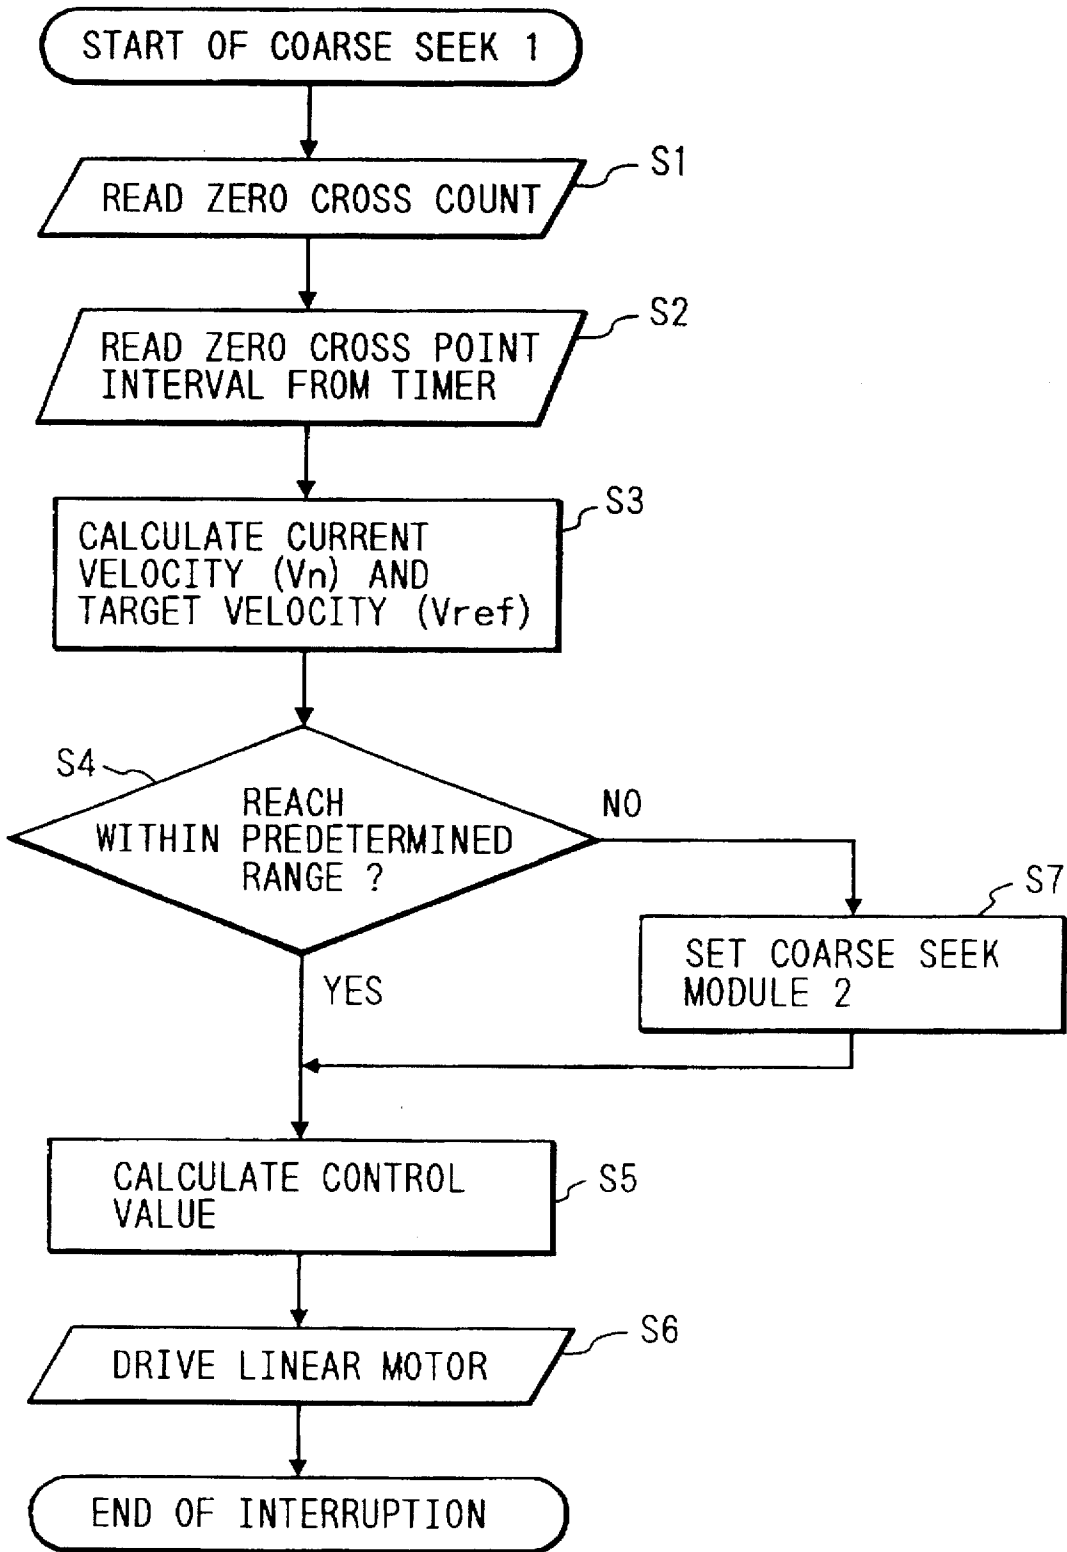 START OF COARSE SEEK 1
S1
READ ZERO CROSS COUNT
S2
READ ZERO CROSS POINT
INTERVAL FROM TIMER
S3
CALCULATE CURRENT
VELOCITY (Vn) AND
TARGET VELOCITY (Vref)
S4
REACH
WITHIN PREDETERMINED
RANGE ?
NO
YES
S7
SET COARSE SEEK
MODULE 2
CALCULATE CONTROL
VALUE
S5
S6
DRIVE LINEAR MOTOR
END OF INTERRUPTION